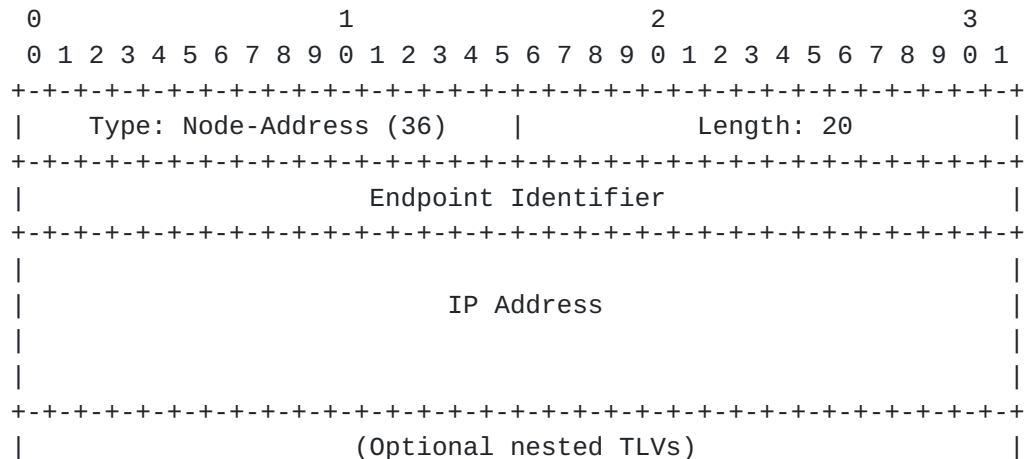 0                   1                   2                   3
 0 1 2 3 4 5 6 7 8 9 0 1 2 3 4 5 6 7 8 9 0 1 2 3 4 5 6 7 8 9 0 1
+-+-+-+-+-+-+-+-+-+-+-+-+-+-+-+-+-+-+-+-+-+-+-+-+-+-+-+-+-+-+-+-+
|    Type: Node-Address (36)    |           Length: 20          |
+-+-+-+-+-+-+-+-+-+-+-+-+-+-+-+-+-+-+-+-+-+-+-+-+-+-+-+-+-+-+-+-+
|                      Endpoint Identifier                      |
+-+-+-+-+-+-+-+-+-+-+-+-+-+-+-+-+-+-+-+-+-+-+-+-+-+-+-+-+-+-+-+-+
|                                                               |
|                           IP Address                          |
|                                                               |
|                                                               |
+-+-+-+-+-+-+-+-+-+-+-+-+-+-+-+-+-+-+-+-+-+-+-+-+-+-+-+-+-+-+-+-+
|                     (Optional nested TLVs)                    |